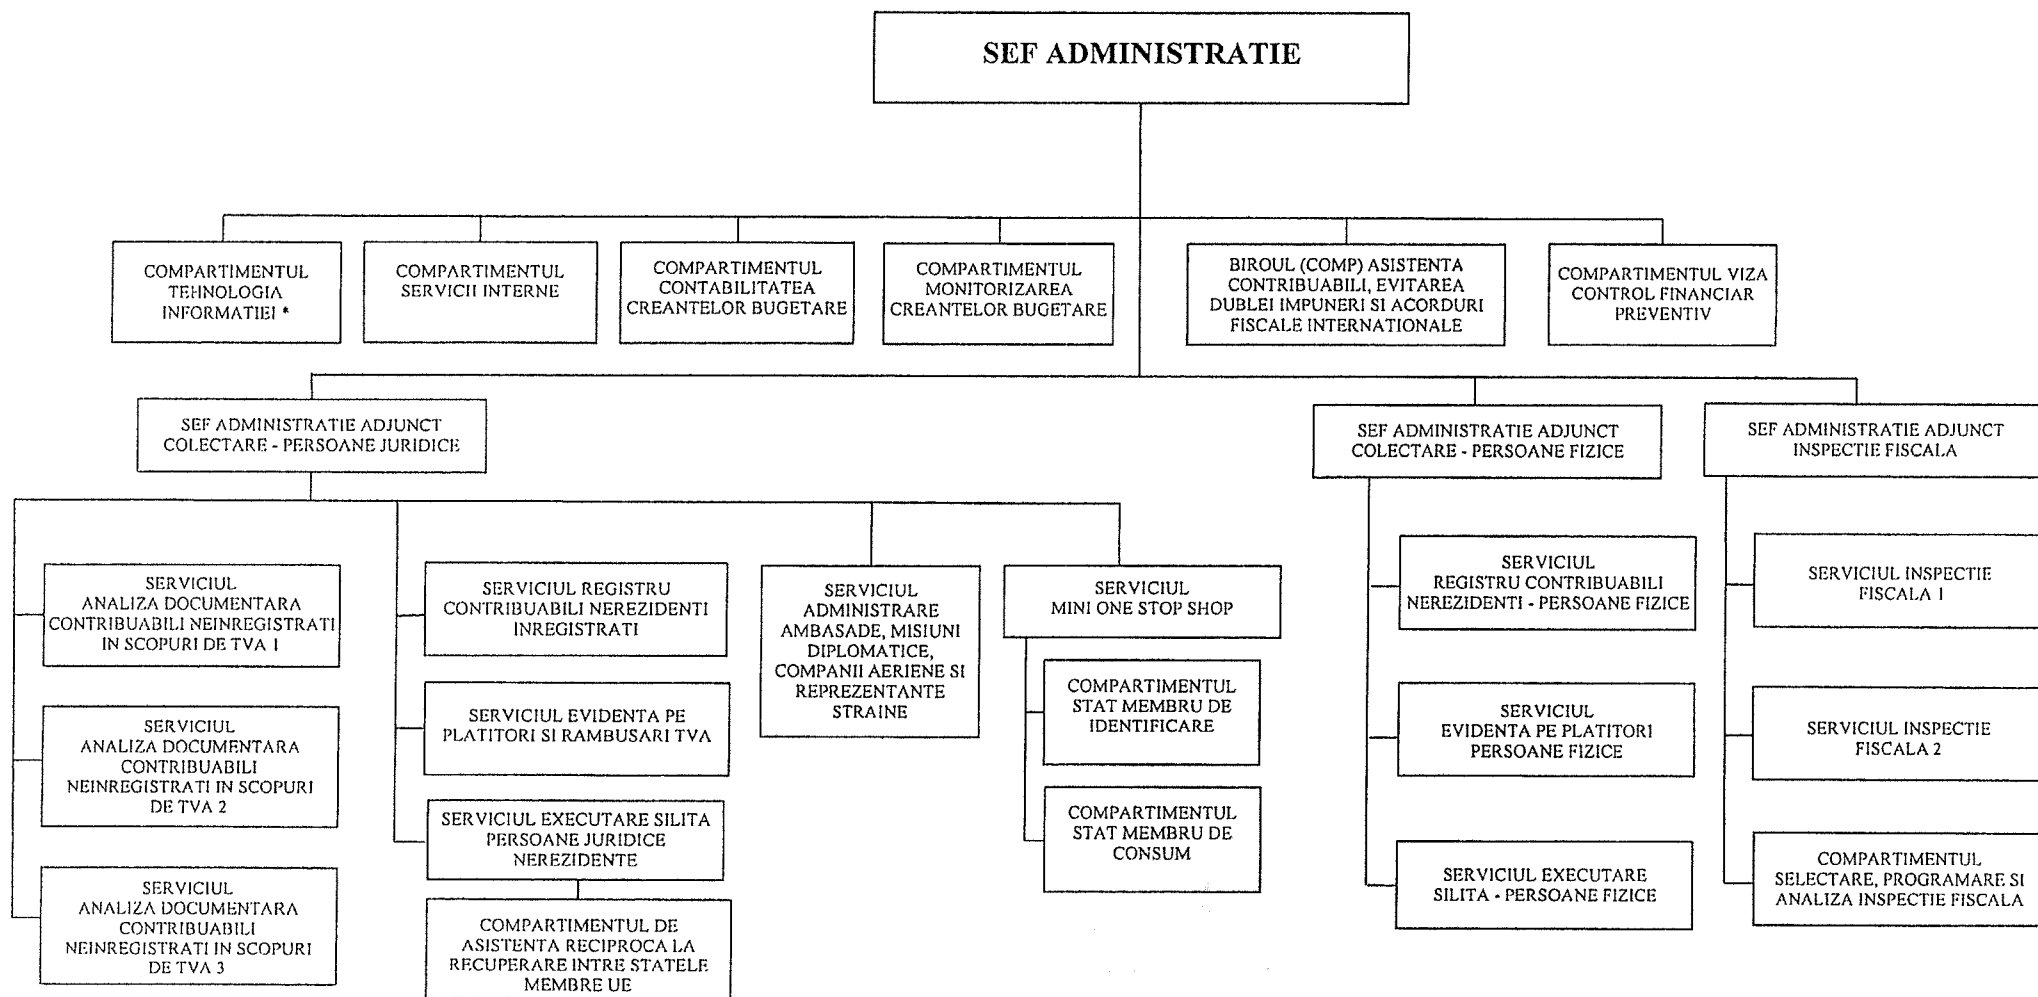 SEF ADMINISTRATIE
COMPARTIMENTUL
TEHNOLOGIA
INFORMATIEI *
COMPARTIMENTUL
SERVICII INTERNE
COMPARTIMENTUL
CONTABILITATEA
CREANTELOR BUGETARE
COMPARTIMENTUL
MONITORIZAREA
CREANTELOR BUGETARE
BIROUL (COMP) ASISTENTA
CONTRIBUABILI, EVITAREA
DUBLEI IMPUNERI SI ACORDURI
FISCALE INTERNATIONALE
COMPARTIMENTUL VIZA
CONTROL FINANCIAR
PREVENTIV
SEF ADMINISTRATIE ADJUNCT
COLECTARE - PERSOANE JURIDICE
SEF ADMINISTRATIE ADJUNCT
COLECTARE - PERSOANE FIZICE
SEF ADMINISTRATIE ADJUNCT
INSPECTIE FISCALA
SERVICIUL
ANALIZA DOCUMENTARA
CONTRIBUABILI NEINREGISTRATI
IN SCOPURI DE TVA 1
SERVICIUL
ANALIZA DOCUMENTARA
CONTRIBUABILI
NEINREGISTRATI IN SCOPURI
DE TVA 2
SERVICIUL
ANALIZA DOCUMENTARA
CONTRIBUABILI
NEINREGISTRATI IN SCOPURI
DE TVA 3
SERVICIUL REGISTRU
CONTRIBUABILI NEREZIDENTI
INREGISTRATI
SERVICIUL EVIDENTA PE
PLATITORI SI RAMBUSARI TVA
SERVICIUL EXECUTARE SILITA
PERSOANE JURIDICE
NEREZIDENTE
COMPARTIMENTUL DE
ASISTENTA RECIPROCA LA
RECUPERARE INTRE STATELE
MEMBRE UE
SERVICIUL
ADMINISTRARE
AMBASADE, MISIUNI
DIPLOMATICE,
COMPANII AERIENE SI
REPREZENTANTE
STRAINE
SERVICIUL
MINI ONE STOP SHOP
COMPARTIMENTUL
STAT MEMBRU DE
IDENTIFICARE
COMPARTIMENTUL
STAT MEMBRU DE
CONSUM
SERVICIUL
REGISTRU CONTRIBUABILI
NEREZIDENTI - PERSOANE FIZICE
SERVICIUL
EVIDENTA PE PLATITORI
PERSOANE FIZICE
SERVICIUL EXECUTARE
SILITA - PERSOANE FIZICE
SERVICIUL INSPECTIE
FISCALA 1
SERVICIUL INSPECTIE
FISCALA 2
COMPARTIMENTUL
SELECTARE, PROGRAMARE SI
ANALIZA INSPECTIE FISCALA